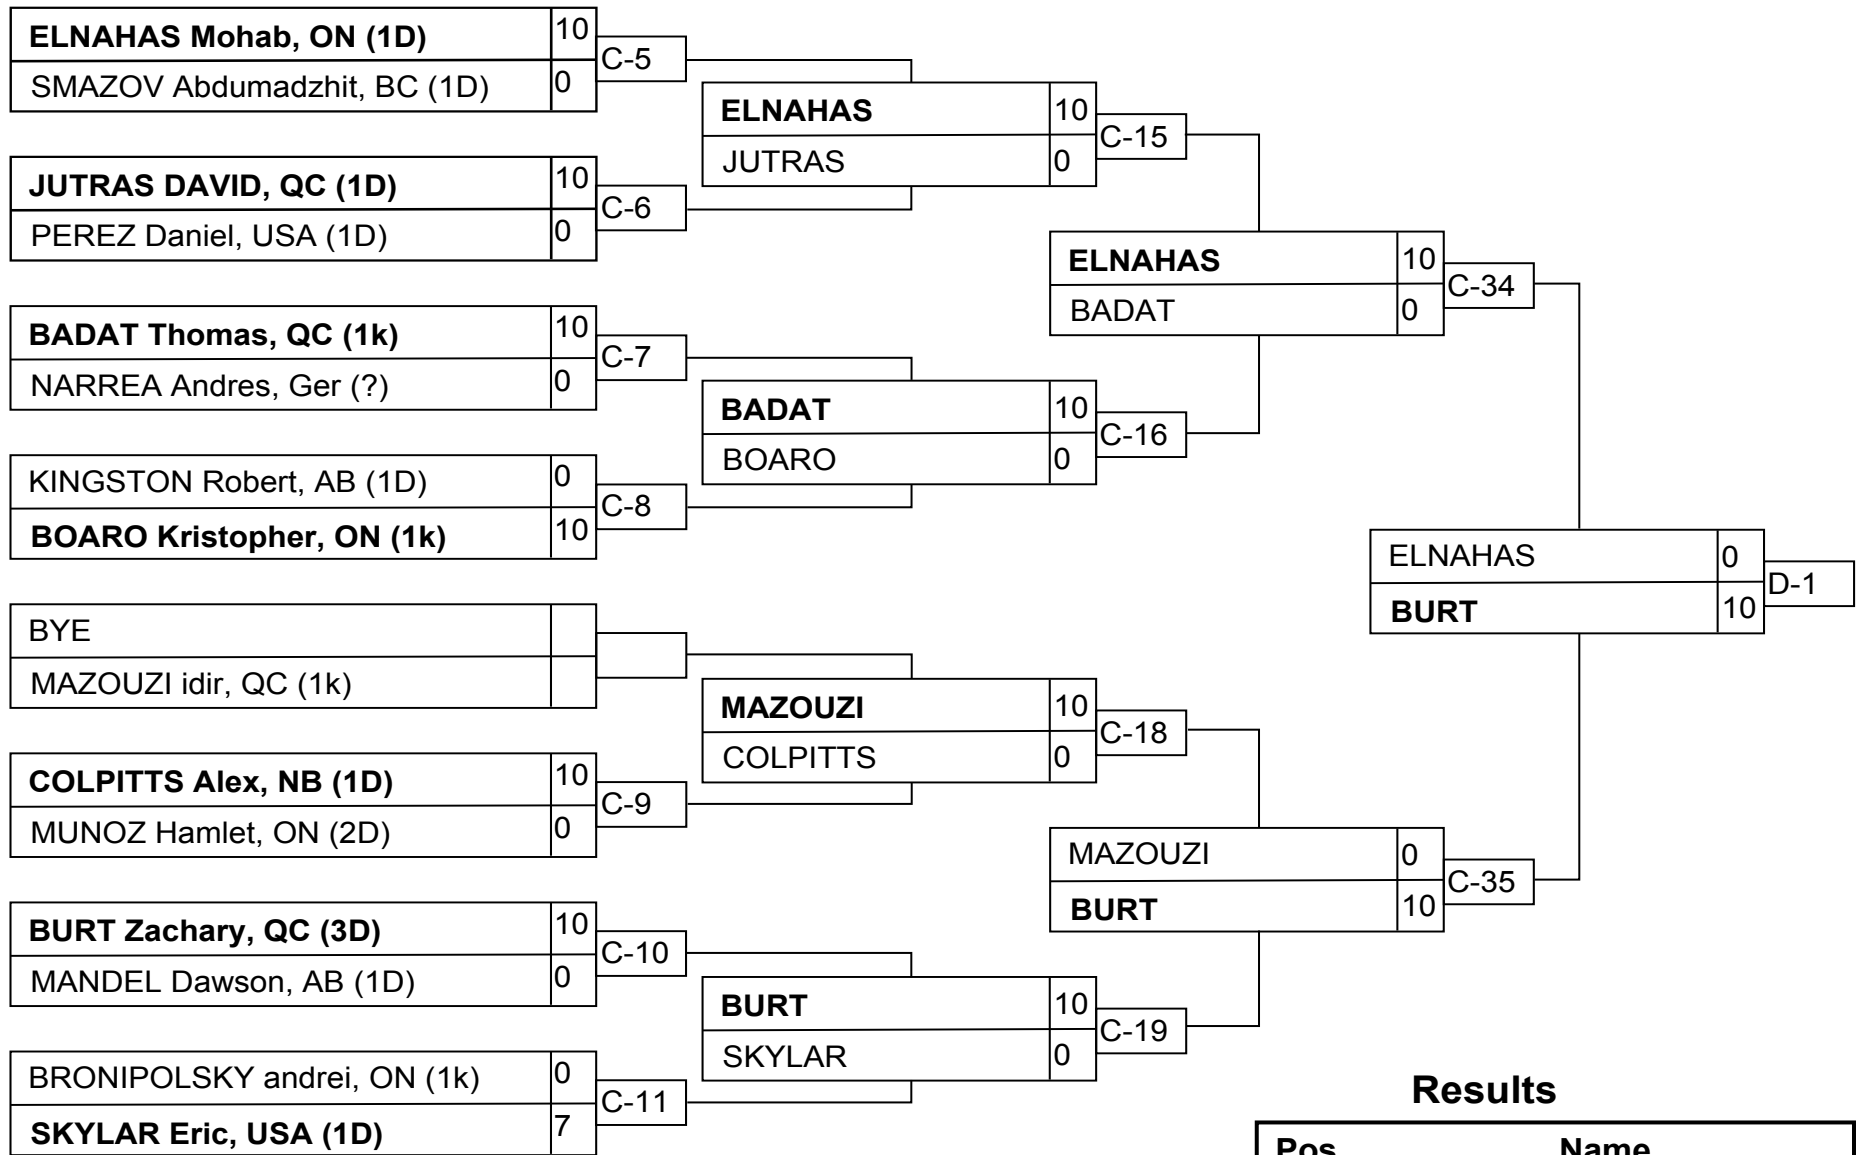 ELNAHAS Mohab, ON (1D) 10
C-5
SMAZOV Abdumadzhit, BC (1D) 0
JUTRAS DAVID, QC (1D) 10
C-6
PEREZ Daniel, USA (1D) 0
BADAT Thomas, QC (1k) 10
C-7
NARREA Andres, Ger (?) 0
KINGSTON Robert, AB (1D) 0
C-8
BOARO Kristopher, ON (1k) 10
BYE
MAZOUZI idir, QC (1k)
COLPITTS Alex, NB (1D) 10
C-9
MUNOZ Hamlet, ON (2D) 0
BURT Zachary, QC (3D) 10
C-10
MANDEL Dawson, AB (1D) 0
BRONIPOLSKY andrei, ON (1k) 0
C-11
SKYLAR Eric, USA (1D) 7
ELNAHAS 10
C-15
JUTRAS 0
BADAT 10
C-16
BOARO 0
MAZOUZI 10
C-18
COLPITTS 0
BURT 10
C-19
SKYLAR 0
ELNAHAS 10
C-34
BADAT 0
MAZOUZI 0
C-35
BURT 10
ELNAHAS 0
D-1
BURT 10
Results
Pos Name